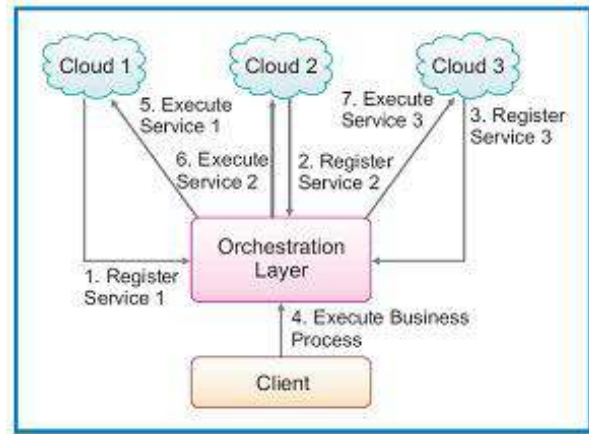 Cloud 1
Cloud 2
Cloud 3
5. Execute
Service 1
7. Execute
Service 3
3. Register
Service 3
6. Execute
Service 2
2. Register
Service 2
Orchestration
Layer
1. Register
Service 1
4. Execute Business
Process
Client